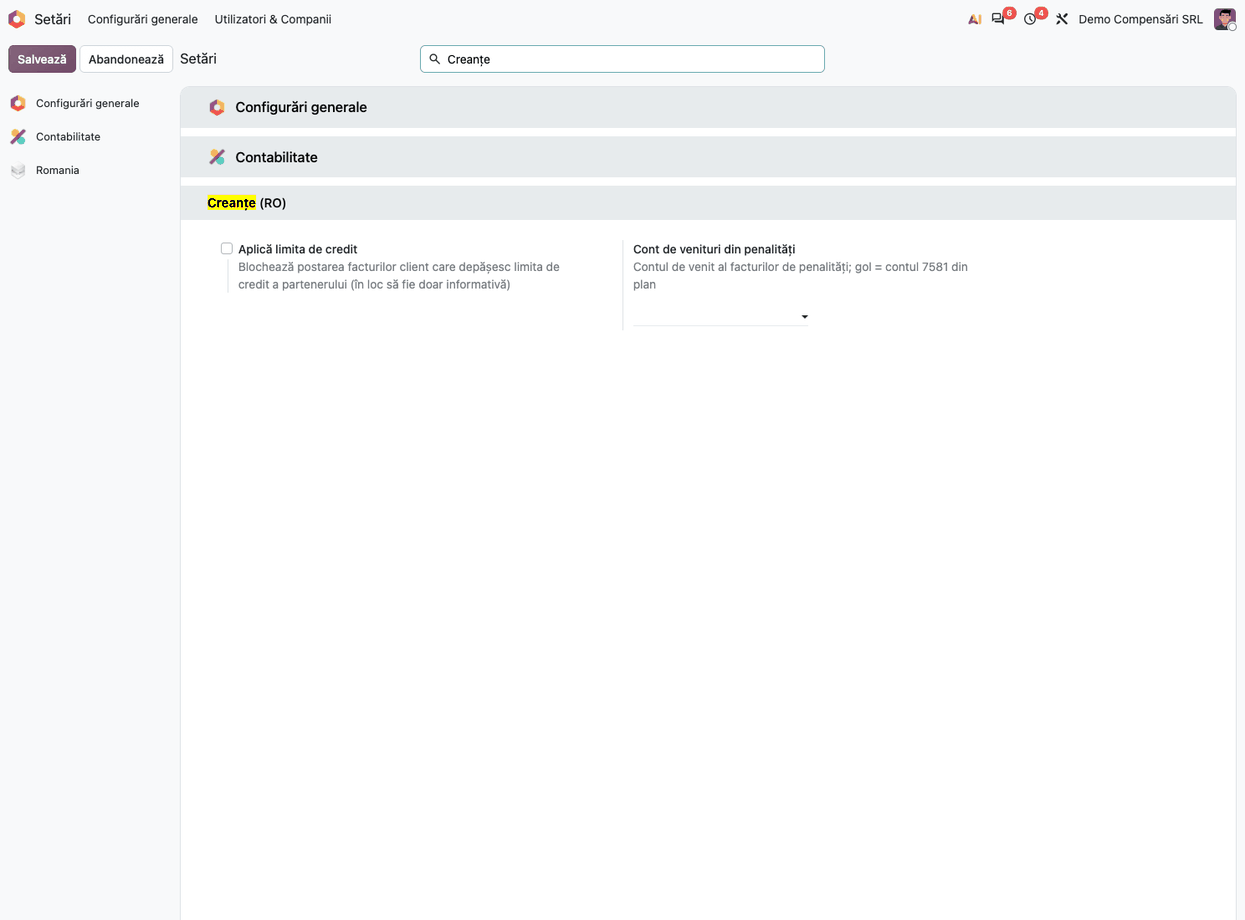 Setări Configurări generale Utilizatori & Companii AI 6 4 Demo Compensări SRL
Salvează Abandonează Setări Creanțe
Configurări generale
Contabilitate
Romania
Configurări generale
Contabilitate
Creanțe (RO)
Aplică limita de credit
Blochează postarea facturilor client care depășesc limita de
credit a partenerului (în loc să fie doar informativă)
Cont de venituri din penalități
Contul de venit al facturilor de penalități; gol = contul 7581 din
plan